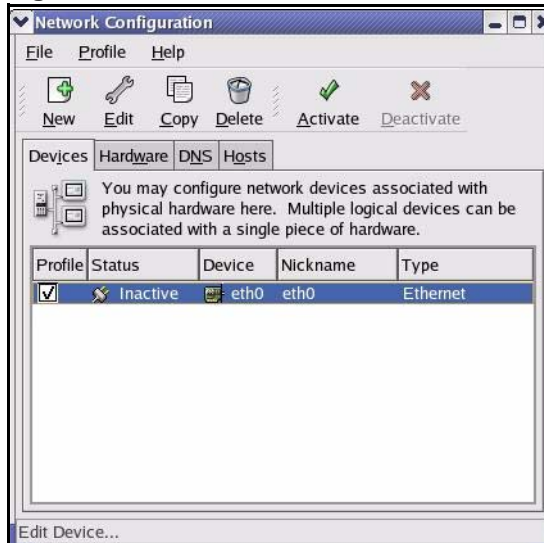 Network Configuration
File Profile Help
New Edit Copy Delete Activate Deactivate
Devices Hardware DNS Hosts
You may configure network devices associated with
physical hardware here. Multiple logical devices can be
associated with a single piece of hardware.
Profile Status Device Nickname Type
Inactive eth0 eth0 Ethernet
Edit Device...